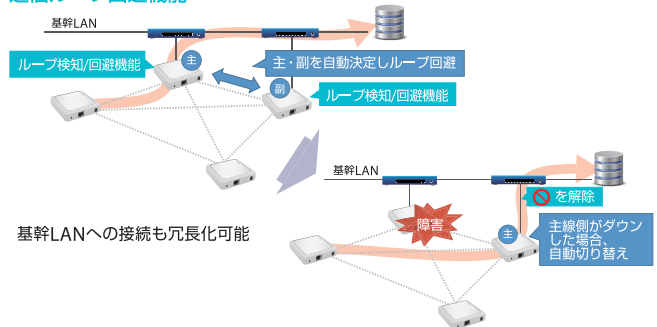 基幹LAN
主
ループ検知/回避機能
主・副を自動決定しループ回避
副
ループ検知/回避機能
基幹LAN
を解除
障害
主
主線側がダウン
した場合、
自動切り替え
基幹LANへの接続も冗長化可能